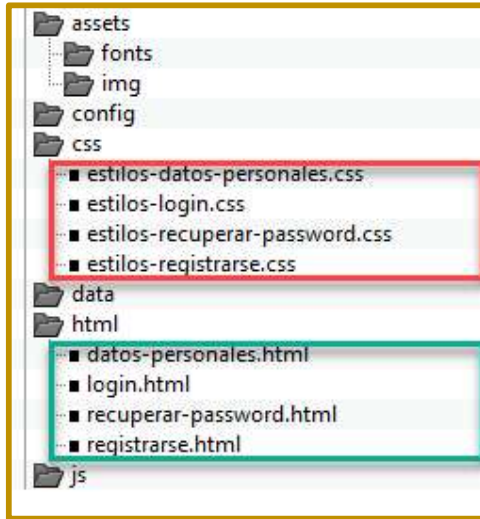 assets
fonts
img
config
css
estilos-datos-personales.css
estilos-login.css
estilos-recuperar-password.css
estilos-registrarse.css
data
html
datos-personales.html
login.html
recuperar-password.html
registrarse.html
js